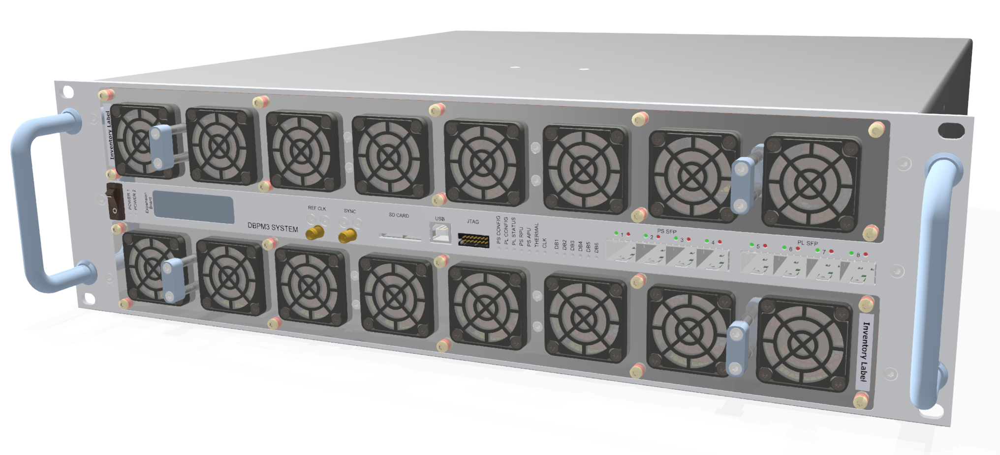 Inventory Label
POWER 1
POWER 2
Expansion
Board
DBPM3 SYSTEM
REF CLK
SYNC
SD CARD
USB
JTAG
PS CONFIG
PL CONFIG
PL STATUS
PS RPU
PS APU
THERMAL
CLK
DB1
DB2
DB3
DB4
DB5
DB6
PS SFP
1 2 3 4
PL SFP
5 6 7 8
Inventory Label